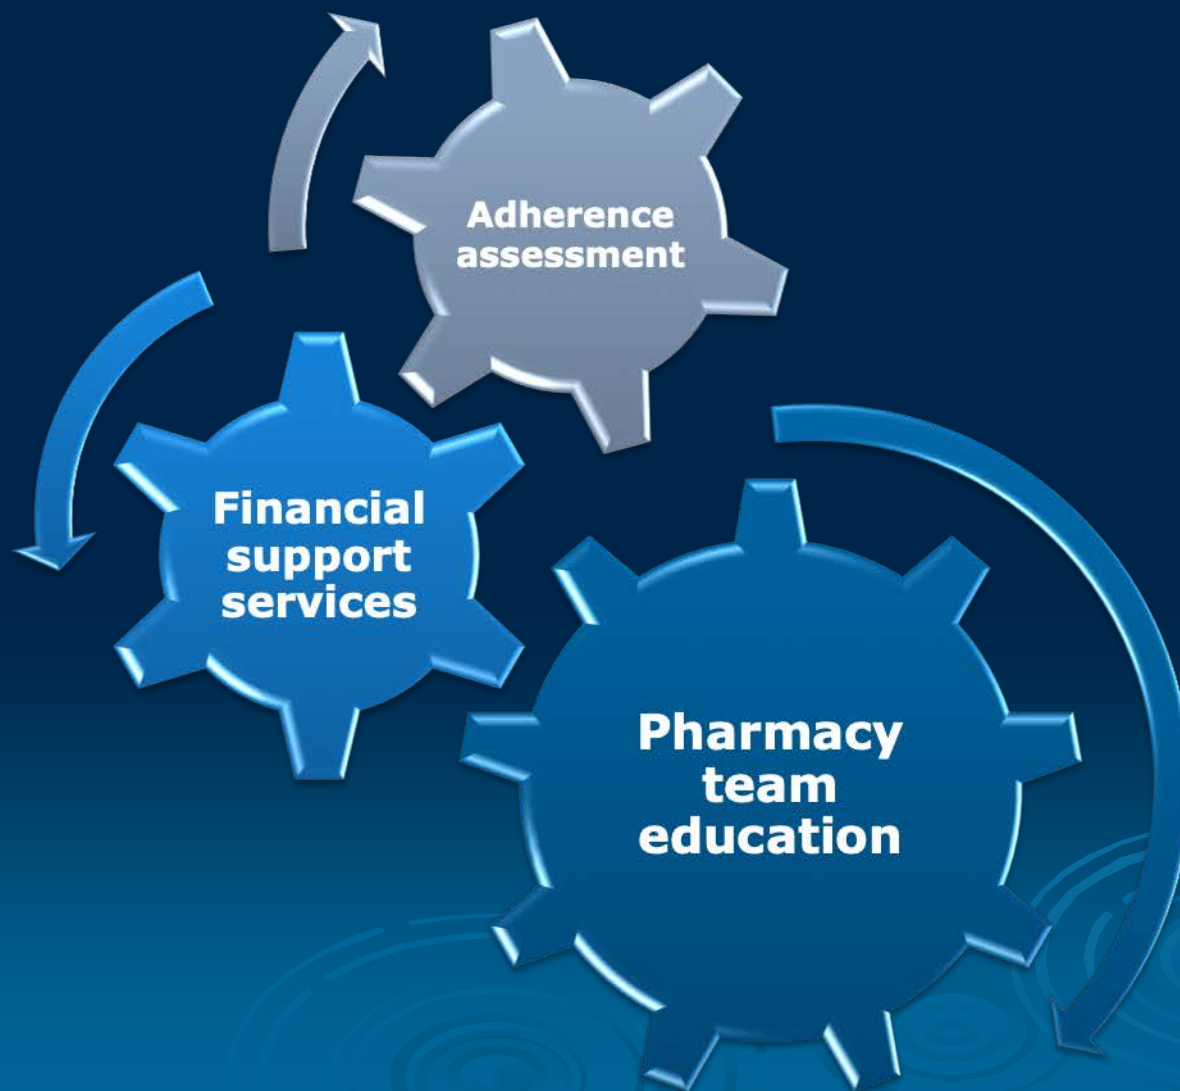 Adherence
assessment
Financial
support
services
Pharmacy
team
education